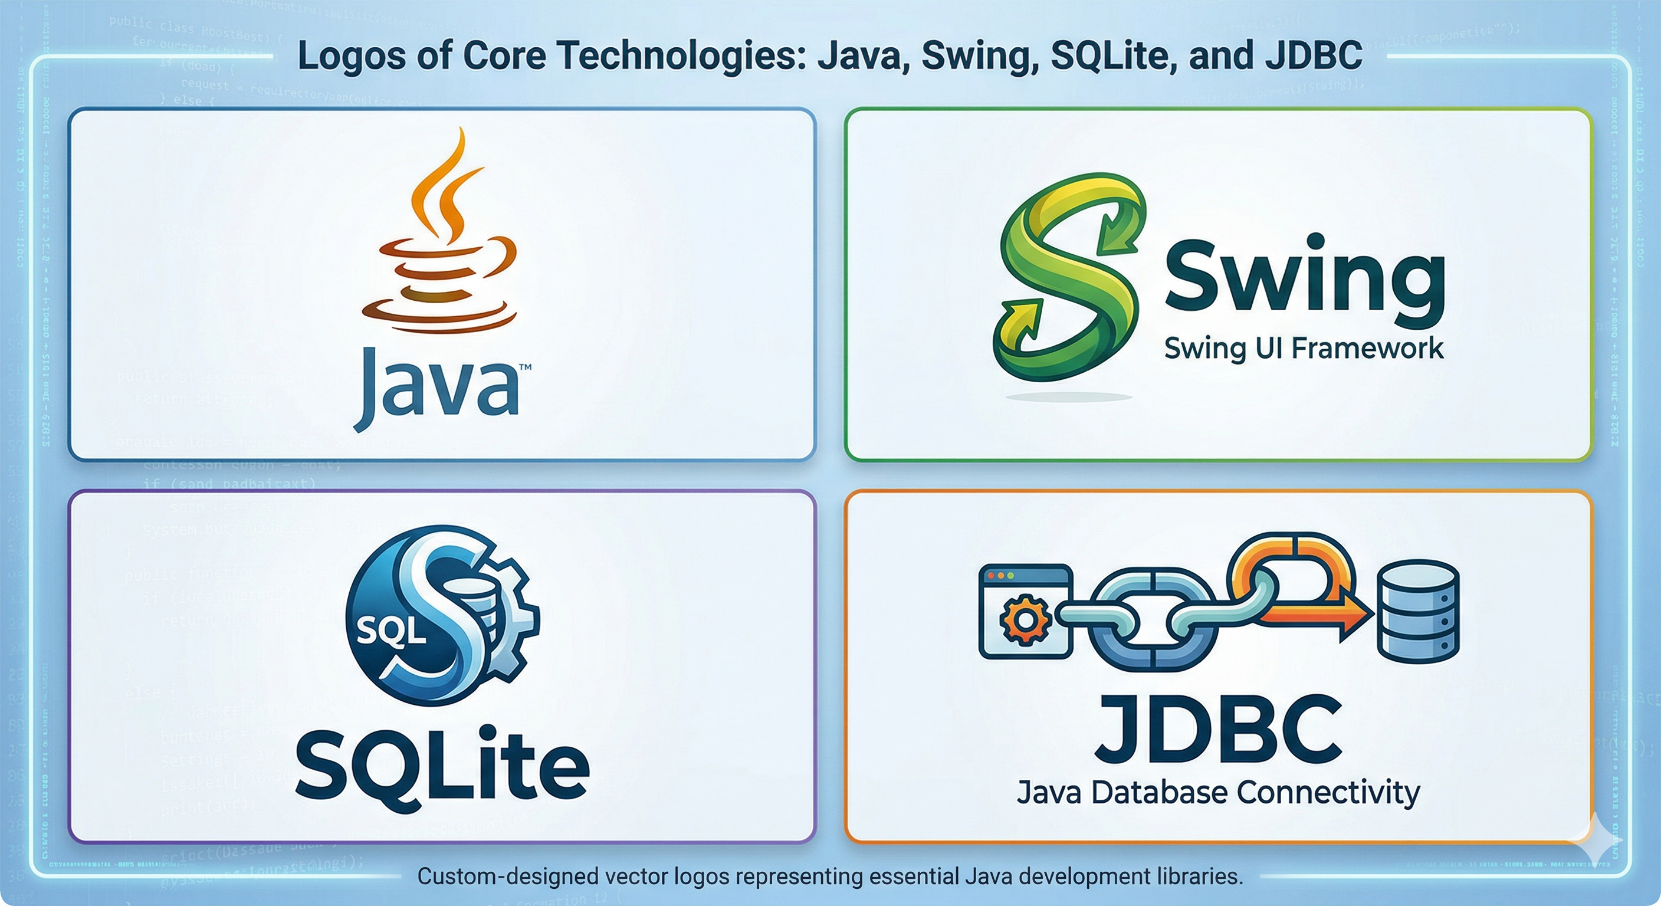 Logos of Core Technologies: Java, Swing, SQLite, and JDBC
Java™
Swing
Swing UI Framework
SQL
SQLite
JDBC
Java Database Connectivity
Custom-designed vector logos representing essential Java development libraries.